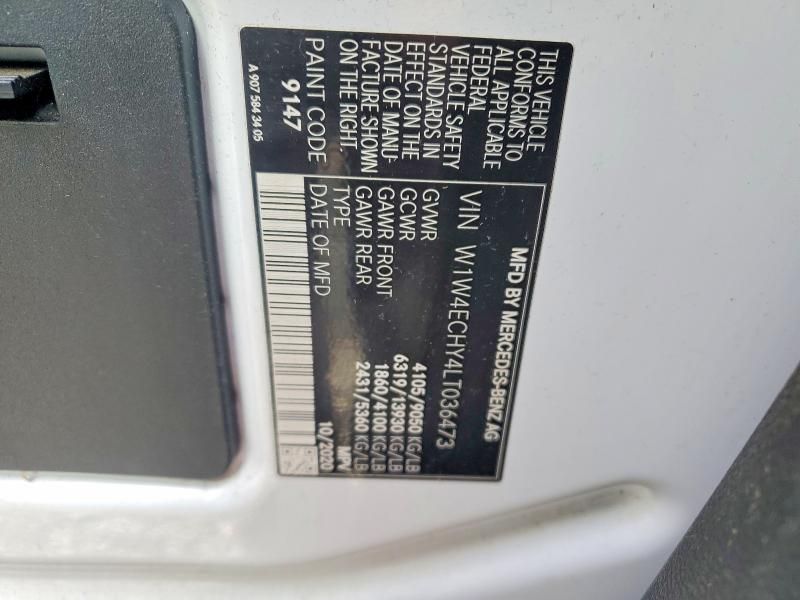 MFD BY MERCEDES-BENZ AG
VIN W1W4ECHY4LT036473
GVWR 4105/9050 KG/LB
GCWR 6319/13930 KG/LB
GAWR FRONT 1860/4100 KG/LB
GAWR REAR 2431/5360 KG/LB
TYPE MPV
DATE OF MFD 10/2020
THIS VEHICLE
CONFORMS TO
ALL APPLICABLE
FEDERAL
VEHICLE SAFETY
STANDARDS IN
EFFECT ON THE
DATE OF MANU-
FACTURE SHOWN
ON THE RIGHT.
PAINT CODE
9147
A 907 584 34 05